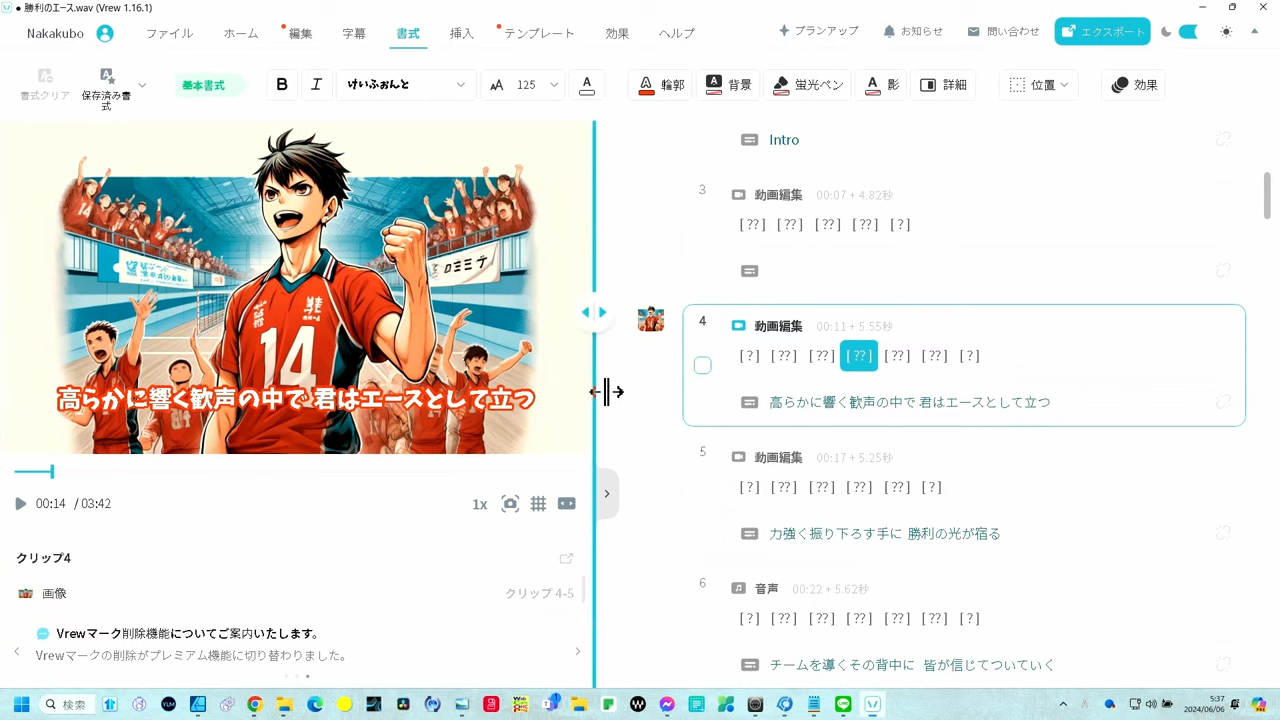 ● 勝利のエース.wav (Vrew 1.16.1)
Nakakubo ファイル ホーム 編集 字幕 書式 挿入 テンプレート 効果 ヘルプ プランアップ お知らせ 問い合わせ エクスポート
書式クリア 保存済み書式 基本書式 B I けいふぉんと 125 輪郭 背景 蛍光ペン 影 詳細 位置 効果
Intro
3 動画編集 00:07 + 4.82秒
[ ?? ] [ ?? ] [ ?? ] [ ?? ] [ ? ]
4 動画編集 00:11 + 5.55秒
[ ? ] [ ?? ] [ ?? ] [ ?? ] [ ?? ] [ ?? ] [ ? ]
高らかに響く歓声の中で 君はエースとして立つ
5 動画編集 00:17 + 5.25秒
[ ? ] [ ?? ] [ ?? ] [ ?? ] [ ?? ] [ ? ]
力強く振り下ろす手に 勝利の光が宿る
6 音声 00:22 + 5.62秒
[ ? ] [ ?? ] [ ?? ] [ ?? ] [ ?? ] [ ?? ] [ ? ]
チームを導くその背中に 皆が信じてついていく
14
高らかに響く歓声の中で 君はエースとして立つ
00:14 / 03:42 1x
クリップ4
画像 クリップ 4-5
Vrewマーク削除機能についてご案内いたします。
Vrewマークの削除がプレミアム機能に切り替わりました。
検索
5:37
2024/06/06